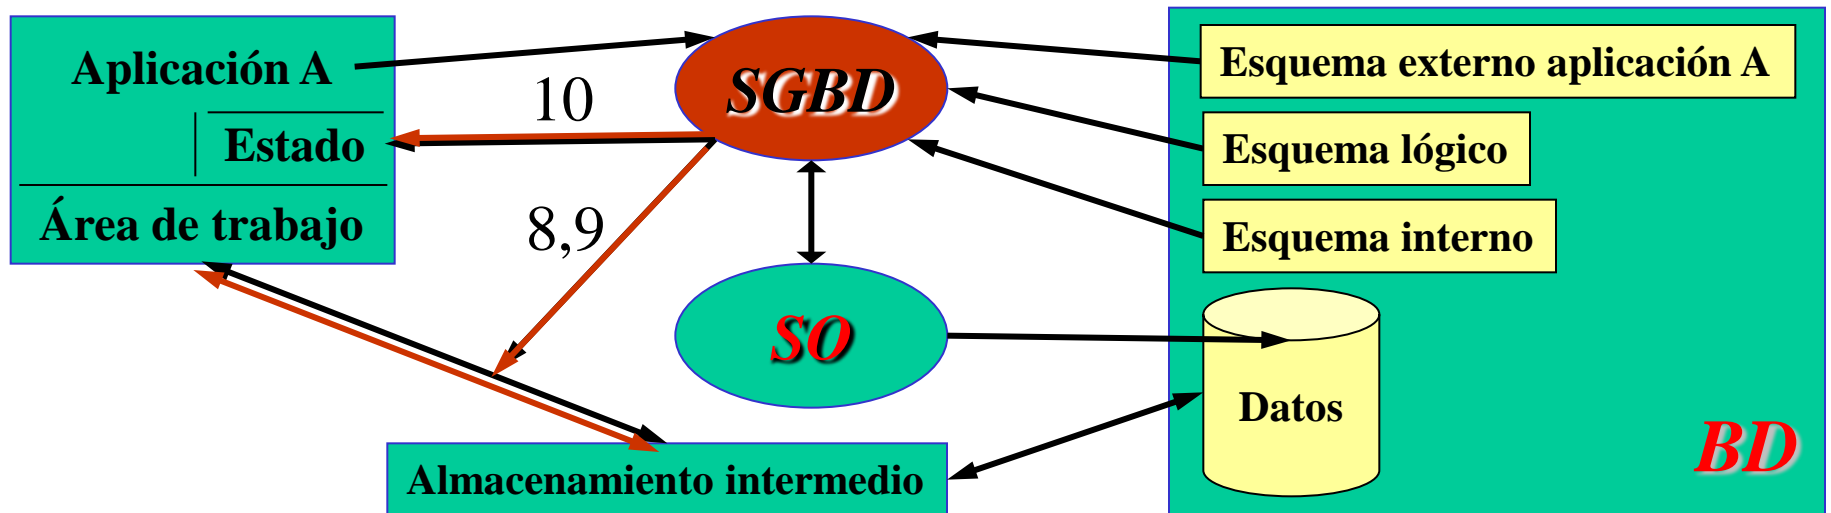 Aplicación A
Estado
Área de trabajo
10
8,9
SGBD
SO
Almacenamiento intermedio
Esquema externo aplicación A
Esquema lógico
Esquema interno
Datos
BD